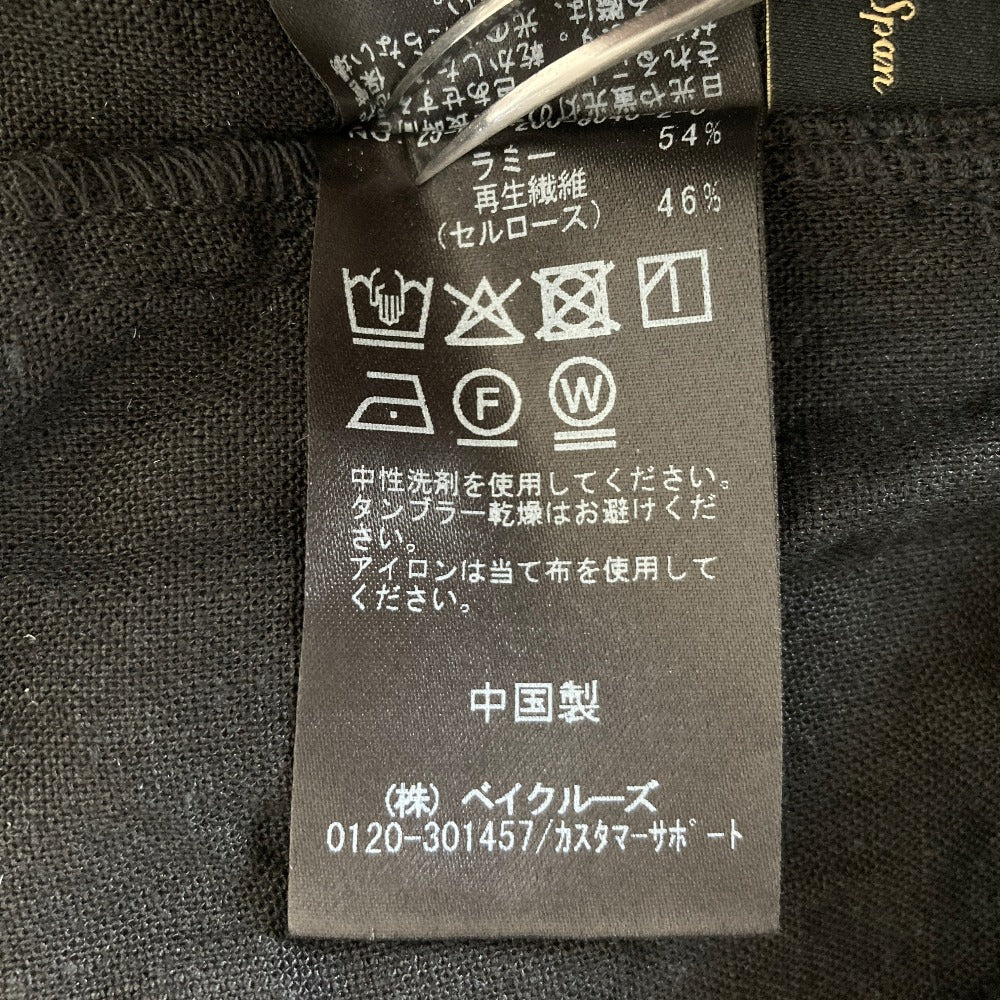 Span
54%
ラミー
再生繊維 46%
(セルロース)
F W
中性洗剤を使用してください。
タンブラー乾燥はお避けくだ
さい。
アイロンは当て布を使用して
ください。
中国製
(株) ベイクルーズ
0120-301457/カスタマーサポート